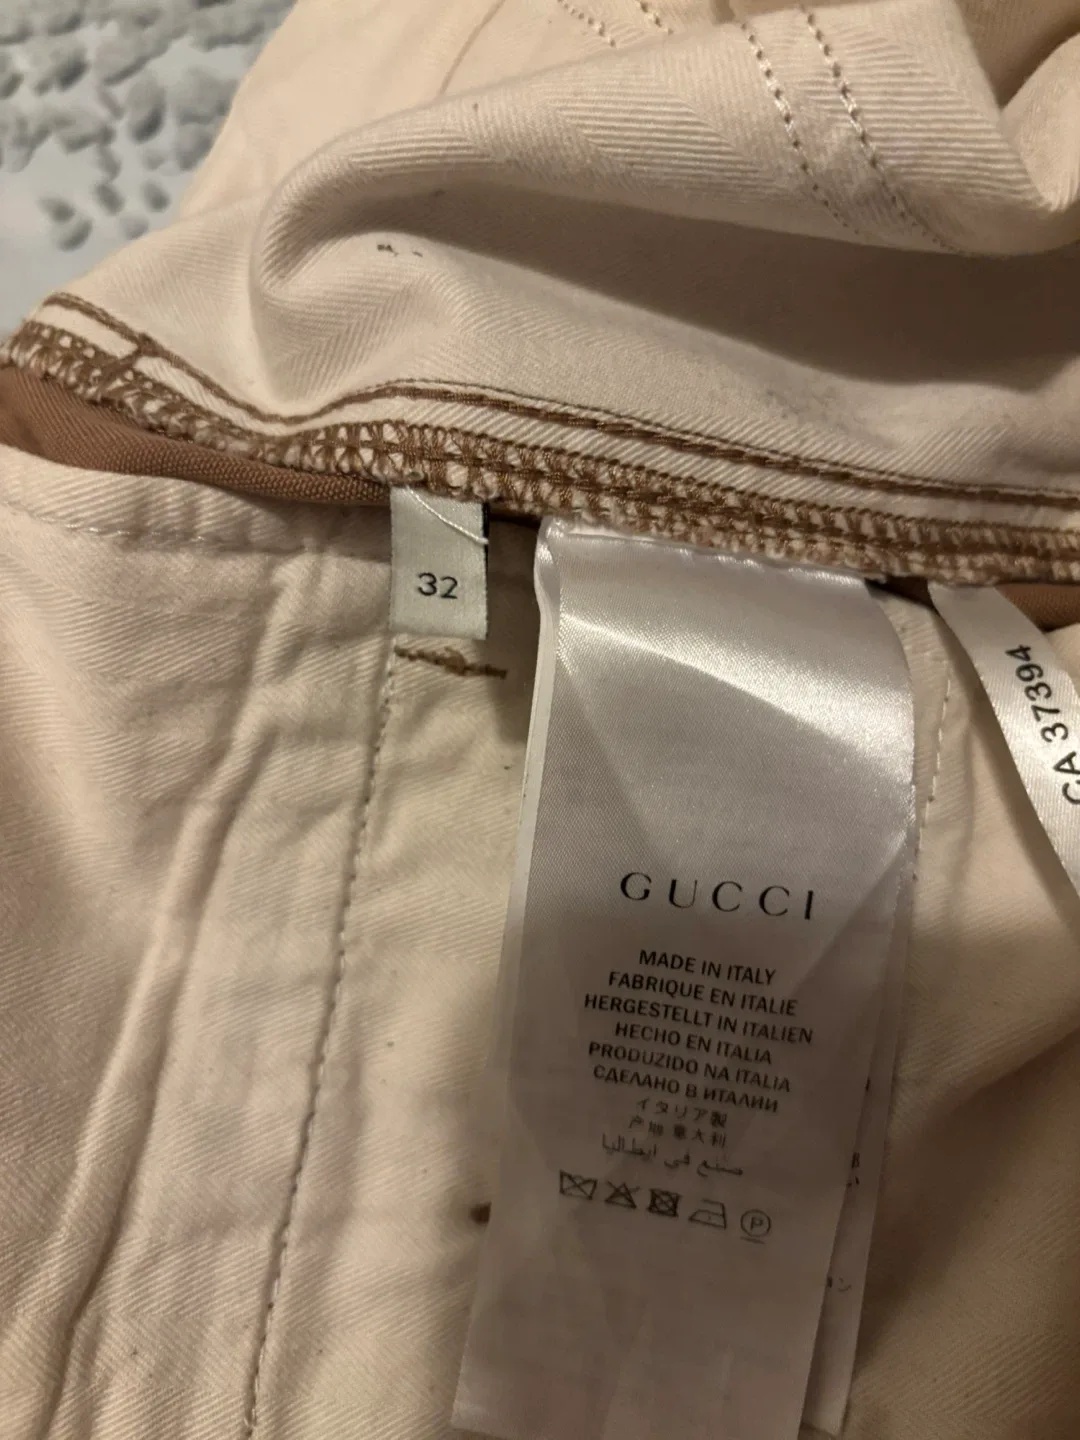 32
CA 37394
GUCCI
MADE IN ITALY
FABRIQUE EN ITALIE
HERGESTELLT IN ITALIEN
HECHO EN ITALIA
PRODUZIDO NA ITALIA
СДЕЛАНО В ИТАЛИИ
イタリア製
产地 意大利
صنع في ايطاليا
P